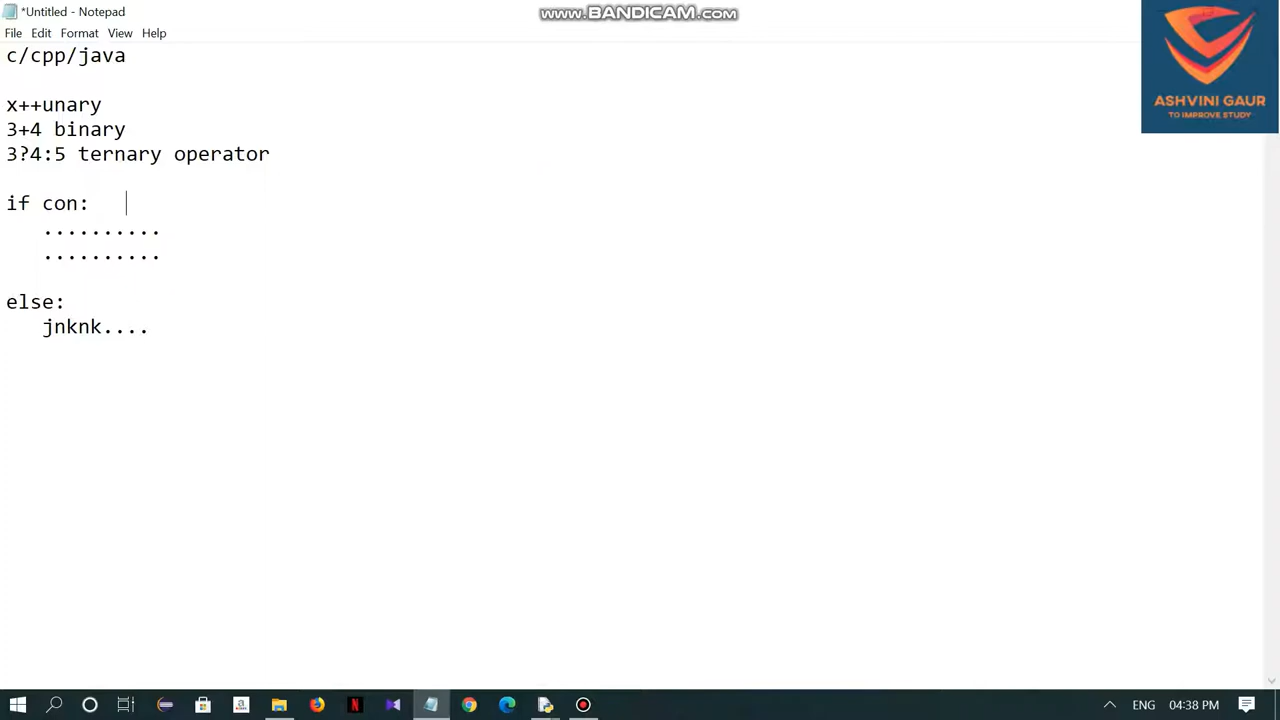 *Untitled - Notepad
www.BANDICAM.com
File Edit Format View Help
c/cpp/java
x++unary
3+4 binary
3?4:5 ternary operator
if con:
..........
..........
else:
jnknk....
ASHVINI GAUR
TO IMPROVE STUDY
ENG 04:38 PM